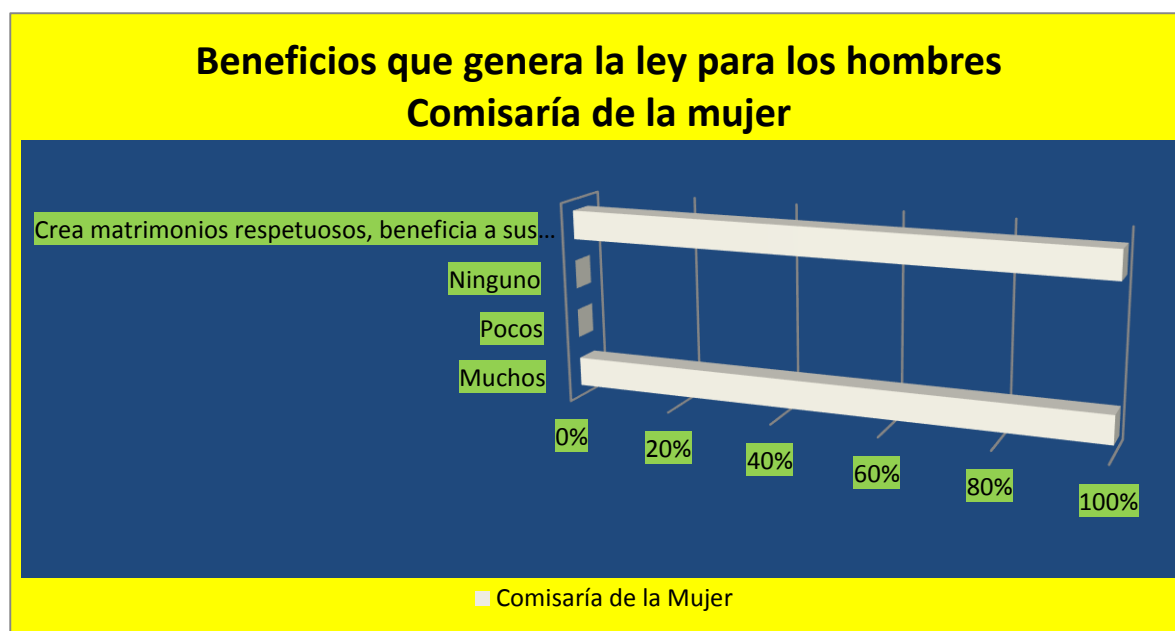 Beneficios que genera la ley para los hombres
Comisaría de la mujer
Crea matrimonios respetuosos, beneficia a sus…
Ninguno
Pocos
Muchos
0%
20%
40%
60%
80%
100%
Comisaría de la Mujer